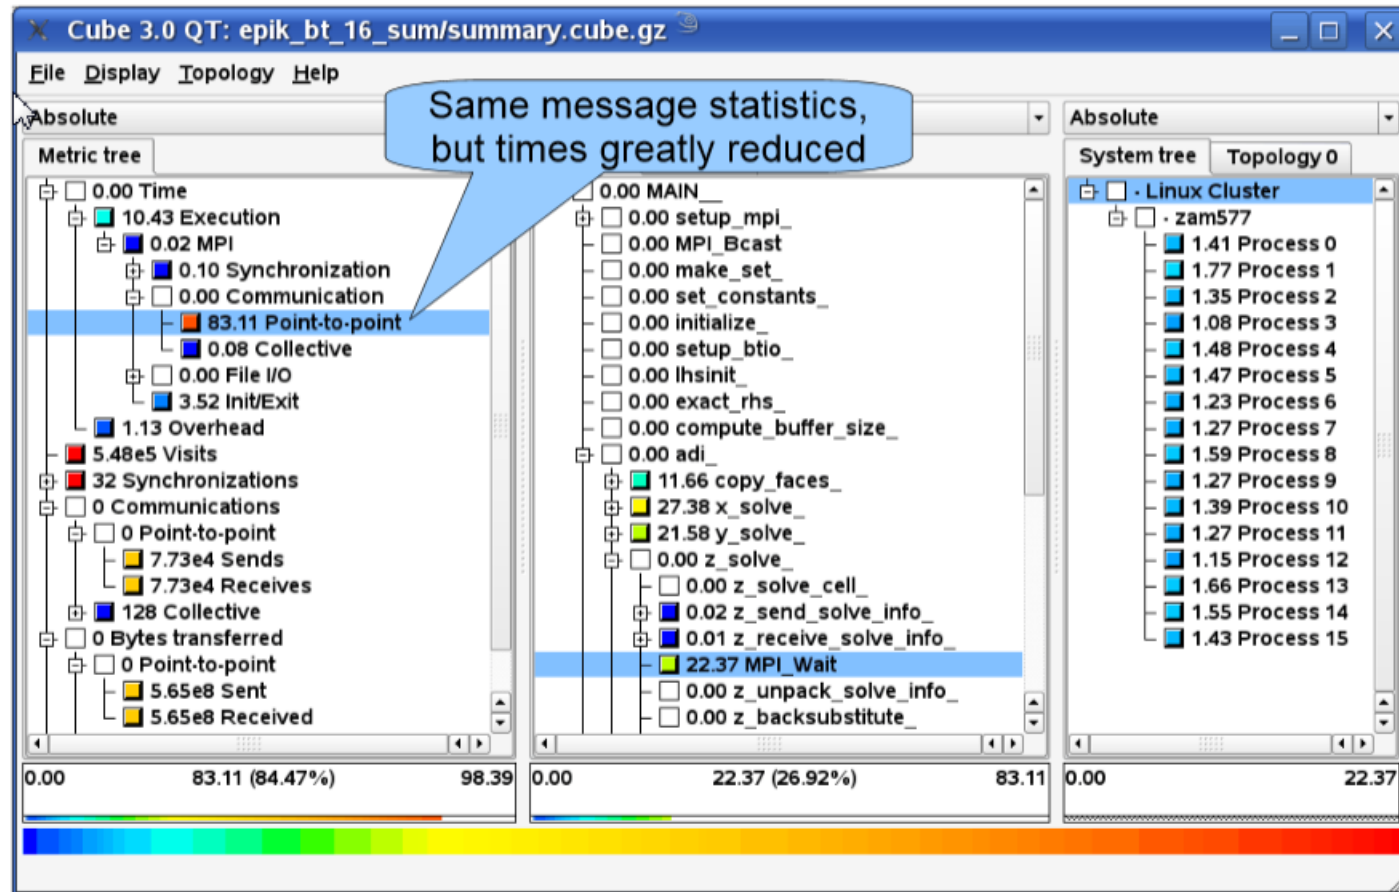 Cube 3.0 QT: epik_bt_16_sum/summary.cube.gz
File Display Topology Help
Same message statistics,
but times greatly reduced
Absolute
Metric tree
0.00 Time
10.43 Execution
0.02 MPI
0.10 Synchronization
0.00 Communication
83.11 Point-to-point
0.08 Collective
0.00 File I/O
3.52 Init/Exit
1.13 Overhead
5.48e5 Visits
32 Synchronizations
0 Communications
0 Point-to-point
7.73e4 Sends
7.73e4 Receives
128 Collective
0 Bytes transferred
0 Point-to-point
5.65e8 Sent
5.65e8 Received
0.00 83.11 (84.47%) 98.39
0.00 MAIN__
0.00 setup_mpi_
0.00 MPI_Bcast
0.00 make_set_
0.00 set_constants_
0.00 initialize_
0.00 setup_btio_
0.00 lhsinit_
0.00 exact_rhs_
0.00 compute_buffer_size_
0.00 adi_
11.66 copy_faces_
27.38 x_solve_
21.58 y_solve_
0.00 z_solve_
0.00 z_solve_cell_
0.02 z_send_solve_info_
0.01 z_receive_solve_info_
22.37 MPI_Wait
0.00 z_unpack_solve_info_
0.00 z_backsubstitute_
0.00 22.37 (26.92%) 83.11
Absolute
System tree Topology 0
- Linux Cluster
- zam577
1.41 Process 0
1.77 Process 1
1.35 Process 2
1.08 Process 3
1.48 Process 4
1.47 Process 5
1.23 Process 6
1.27 Process 7
1.59 Process 8
1.27 Process 9
1.39 Process 10
1.27 Process 11
1.15 Process 12
1.66 Process 13
1.55 Process 14
1.43 Process 15
0.00 22.37